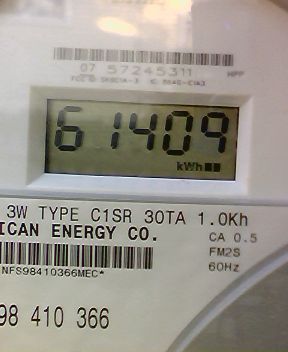 07 57245311 HPP
61409
kWh
3W TYPE C1SR 30TA 1.0Kh
ICAN ENERGY CO. CA 0.5
FM2S
NFS98410366MEC* 60Hz
98 410 366